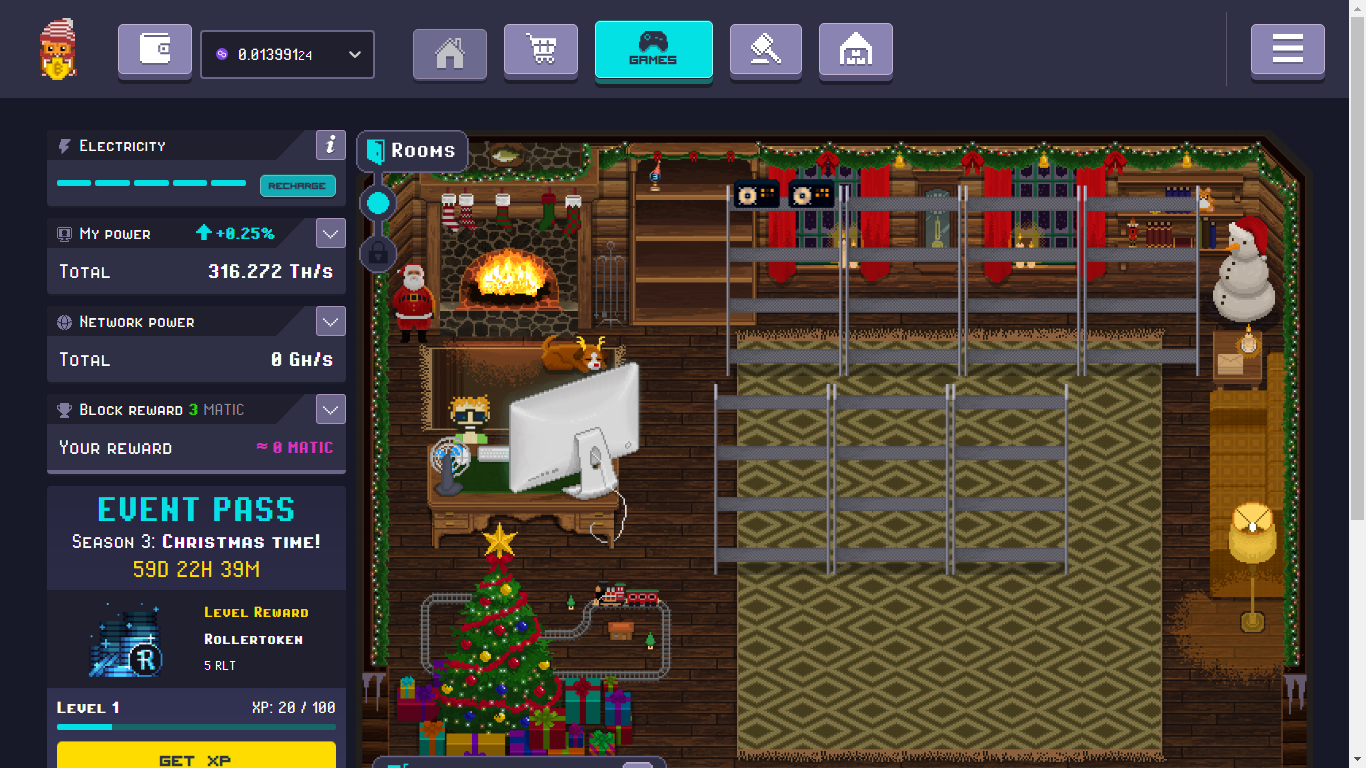 0.01399124
GAMES
Electricity
RECHARGE
Rooms
My power
+0.25%
Total
316.272 Th/s
Network power
Total
0 Gh/s
Block reward 3 MATIC
Your reward
≈ 0 MATIC
EVENT PASS
Season 3: Christmas time!
59D 22H 39M
Level Reward
Rollertoken
5 RLT
R
Level 1
XP: 20 / 100
GET XP